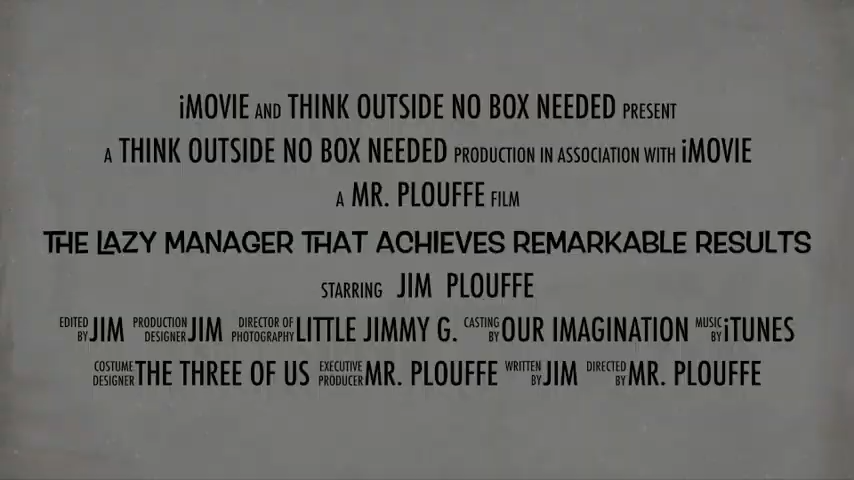 iMOVIE AND THINK OUTSIDE NO BOX NEEDED PRESENT
A THINK OUTSIDE NO BOX NEEDED PRODUCTION IN ASSOCIATION WITH iMOVIE
A MR. PLOUFFE FILM
THE LAZY MANAGER THAT ACHIEVES REMARKABLE RESULTS
STARRING JIM PLOUFFE
EDITED BY JIM PRODUCTION DESIGNER JIM DIRECTOR OF PHOTOGRAPHY LITTLE JIMMY G. CASTING BY OUR IMAGINATION MUSIC BY iTUNES
COSTUME DESIGNER THE THREE OF US EXECUTIVE PRODUCER MR. PLOUFFE WRITTEN BY JIM DIRECTED BY MR. PLOUFFE